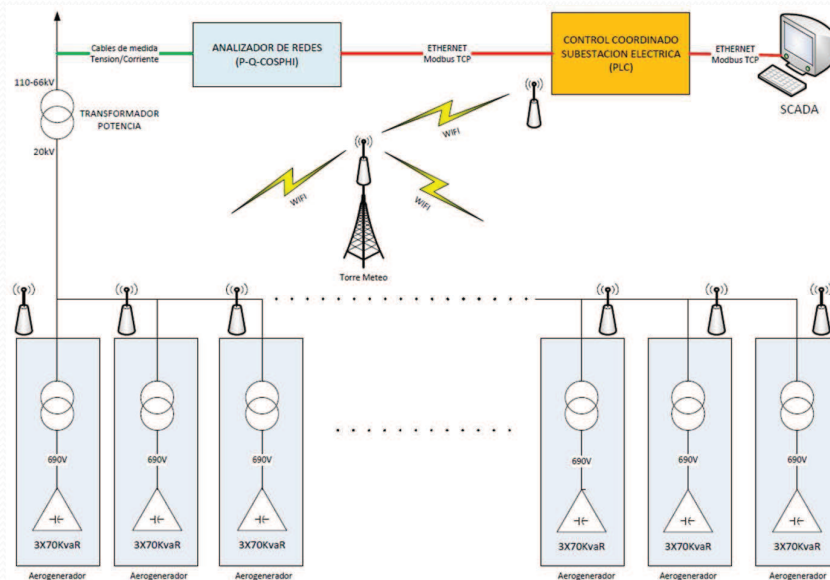 Cables de medida
Tension/Corriente
ANALIZADOR DE REDES
(P-Q-COSPHI)
ETHERNET
Modbus TCP
CONTROL COORDINADO
SUBESTACION ELECTRICA
(PLC)
ETHERNET
Modbus TCP
SCADA
110-66kV
TRANSFORMADOR
POTENCIA
20kV
WIFI
WIFI
WIFI
Torre Meteo
690V
690V
690V
690V
690V
690V
3X70KvaR
3X70KvaR
3X70KvaR
3X70KvaR
3X70KvaR
3X70KvaR
Aerogenerador
Aerogenerador
Aerogenerador
Aerogenerador
Aerogenerador
Aerogenerador